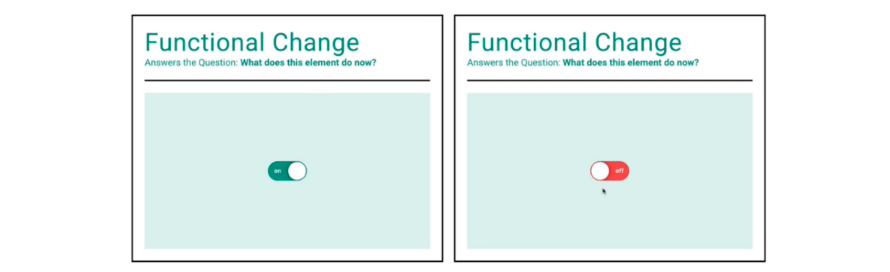 Functional Change
Answers the Question: What does this element do now?
on
Functional Change
Answers the Question: What does this element do now?
off